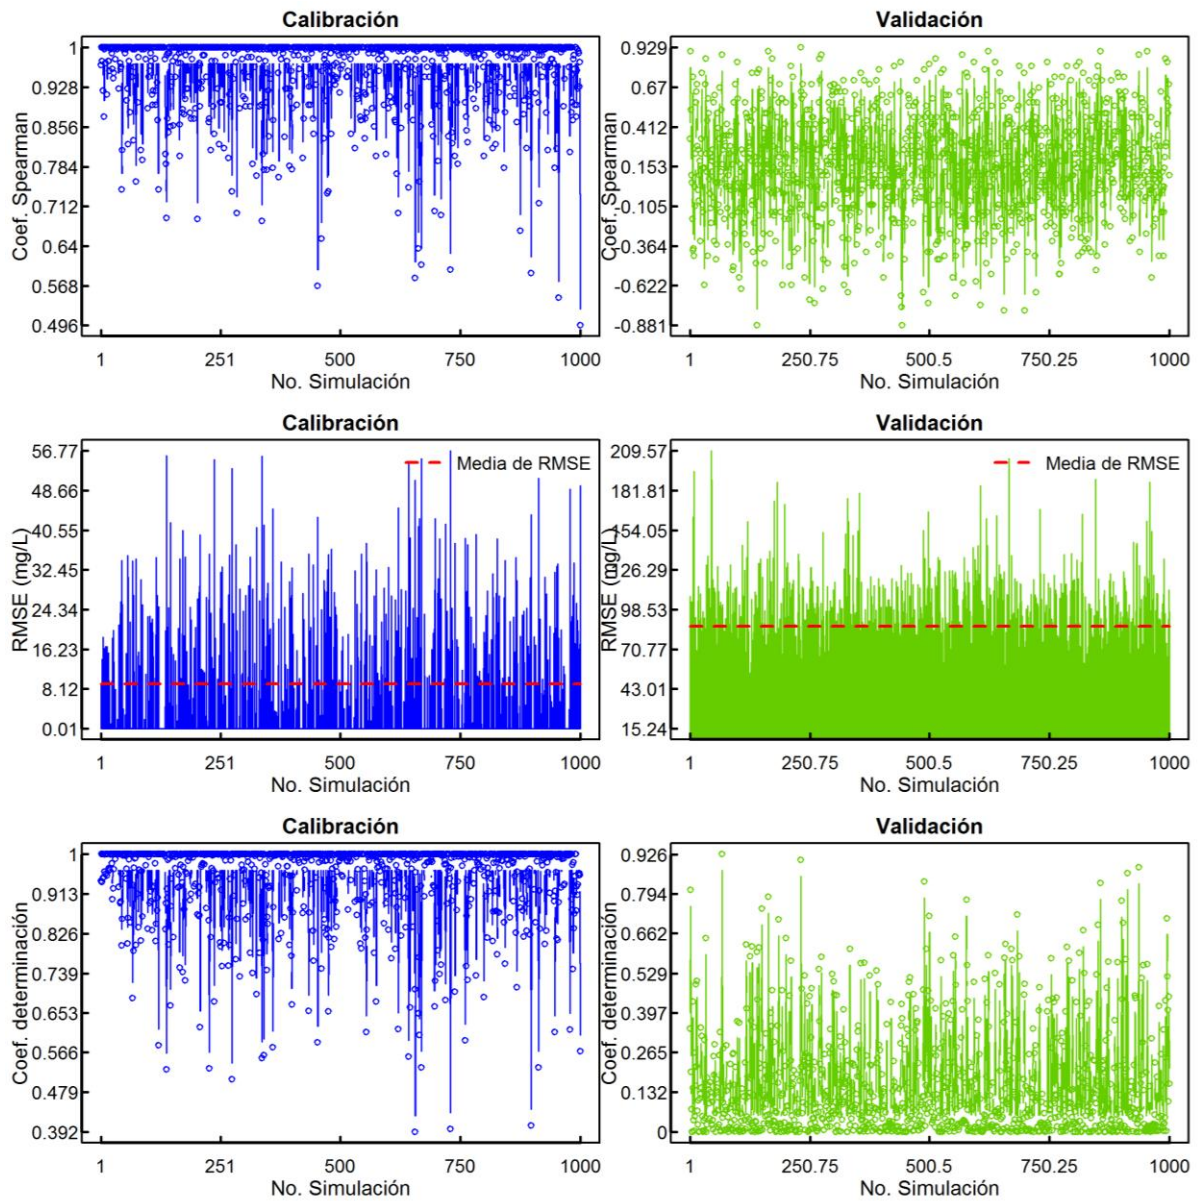 Calibración
Coef. Spearman
1
0.928
0.856
0.784
0.712
0.64
0.568
0.496
1 251 500 750 1000
No. Simulación
Validación
Coef. Spearman
0.929
0.67
0.412
0.153
-0.105
-0.364
-0.622
-0.881
1 250.75 500.5 750.25 1000
No. Simulación
Calibración
RMSE (mg/L)
56.77
48.66
40.55
32.45
24.34
16.23
8.12
0.01
Media de RMSE
1 251 500 750 1000
No. Simulación
Validación
RMSE (mg/L)
209.57
181.81
154.05
126.29
98.53
70.77
43.01
15.24
Media de RMSE
1 250.75 500.5 750.25 1000
No. Simulación
Calibración
Coef. determinación
1
0.913
0.826
0.739
0.653
0.566
0.479
0.392
1 251 500 750 1000
No. Simulación
Validación
Coef. determinación
0.926
0.794
0.662
0.529
0.397
0.265
0.132
0
1 250.75 500.5 750.25 1000
No. Simulación